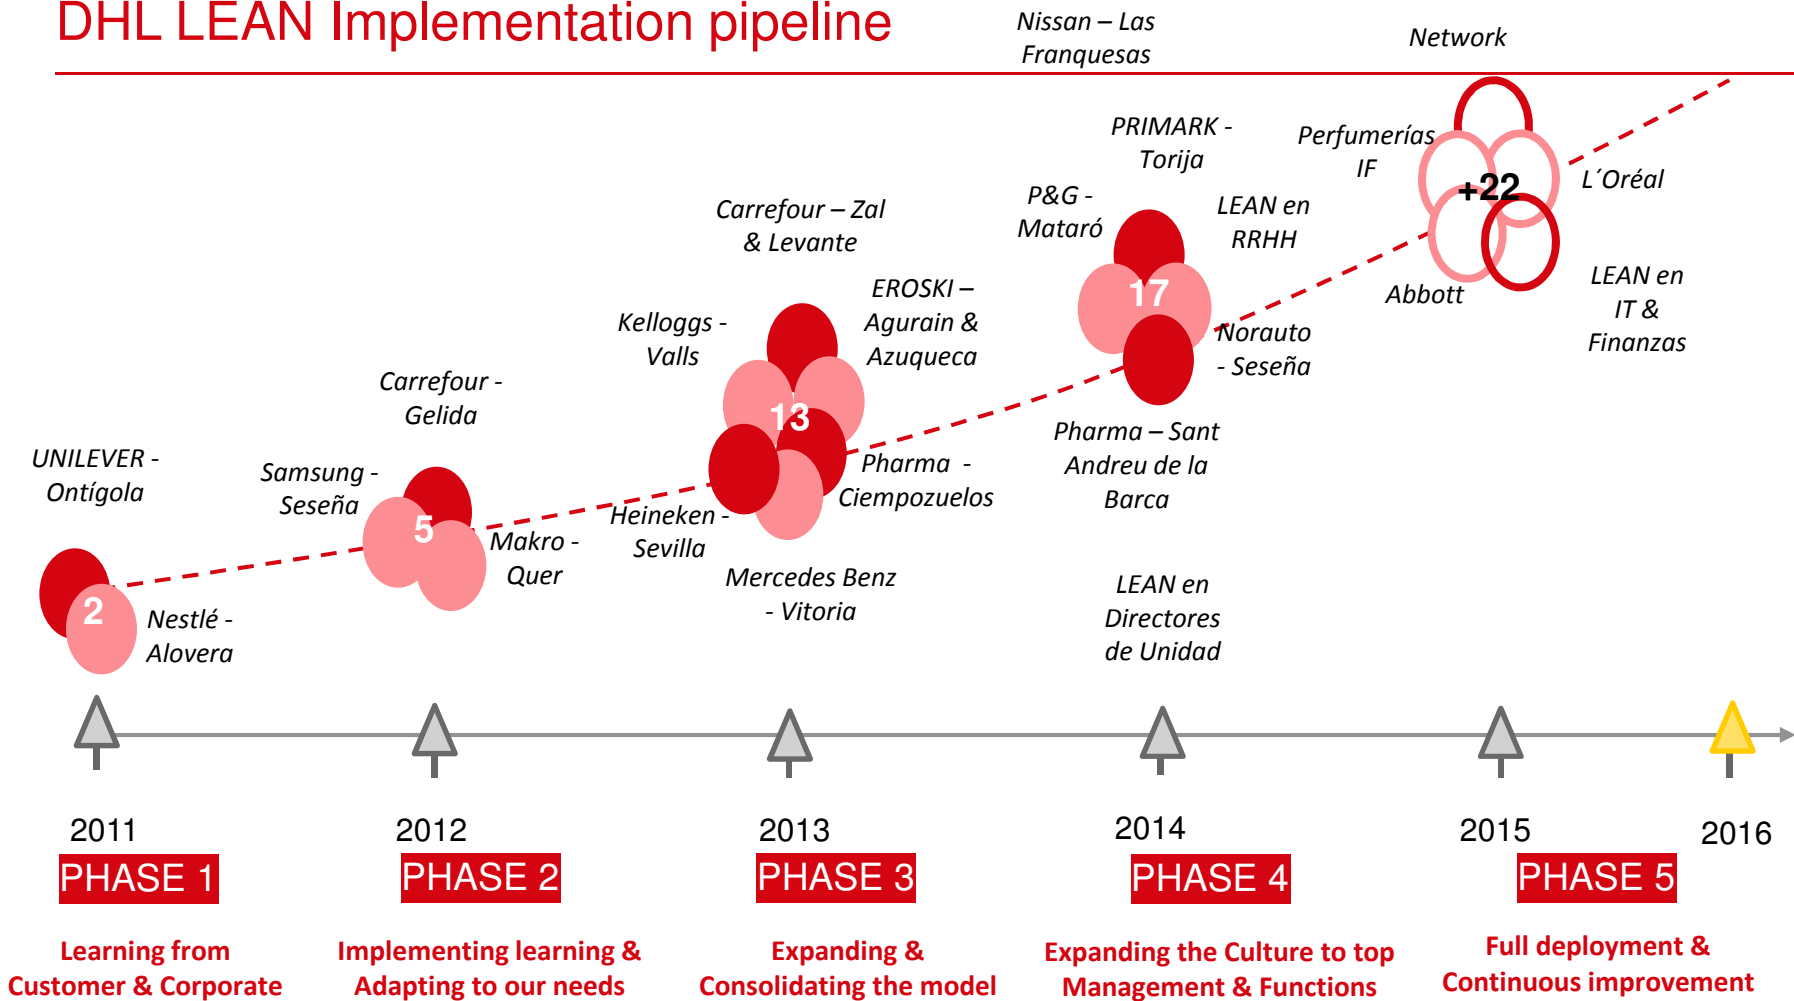 DHL LEAN Implementation pipeline
Nissan – Las
Franquesas
Network
PRIMARK -
Torija
Perfumerías
IF
+22
L´Oréal
P&G -
Mataró
LEAN en
RRHH
Carrefour – Zal
& Levante
EROSKI –
Agurain &
Azuqueca
17
Abbott
LEAN en
IT &
Finanzas
Kelloggs -
Valls
Norauto
- Seseña
Carrefour -
Gelida
13
UNILEVER -
Ontígola
Samsung -
Seseña
5
Pharma -
Ciempozuelos
Pharma – Sant
Andreu de la
Barca
Makro -
Quer
Heineken -
Sevilla
Mercedes Benz
- Vitoria
LEAN en
Directores
de Unidad
2
Nestlé -
Alovera
2011
2012
2013
2014
2015
2016
PHASE 1
PHASE 2
PHASE 3
PHASE 4
PHASE 5
Learning from
Customer & Corporate
Implementing learning &
Adapting to our needs
Expanding &
Consolidating the model
Expanding the Culture to top
Management & Functions
Full deployment &
Continuous improvement